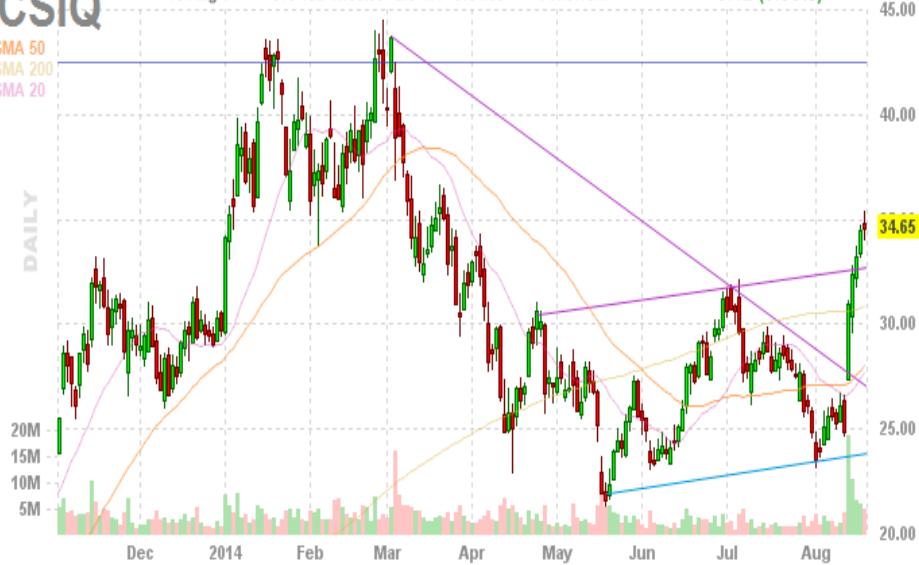 CSIQ
SMA 50
SMA 200
SMA 20
DAILY
45.00
40.00
34.65
30.00
25.00
20.00
20M
15M
10M
5M
Dec 2014 Feb Mar Apr May Jun Jul Aug